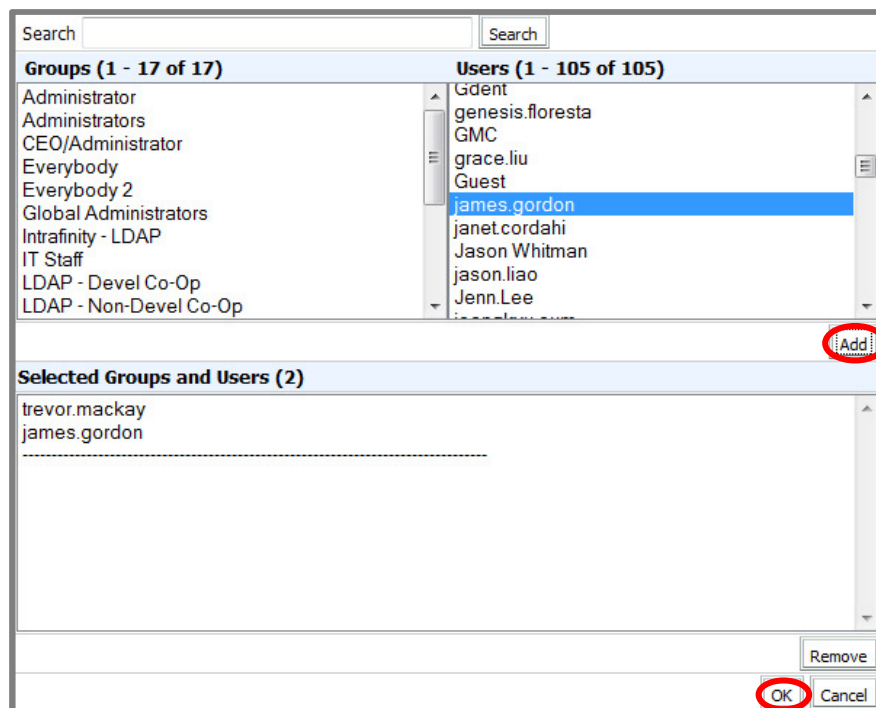 Search Search
Groups (1 - 17 of 17)
Users (1 - 105 of 105)
Administrator
Administrators
CEO/Administrator
Everybody
Everybody 2
Global Administrators
Intrafinity - LDAP
IT Staff
LDAP - Devel Co-Op
LDAP - Non-Devel Co-Op
Gdent
genesis.floresta
GMC
grace.liu
Guest
james.gordon
janet.cordahi
Jason Whitman
jason.liao
Jenn.Lee
Add
Selected Groups and Users (2)
trevor.mackay
james.gordon
--------------------------------------------------------------------------------
Remove
OK Cancel